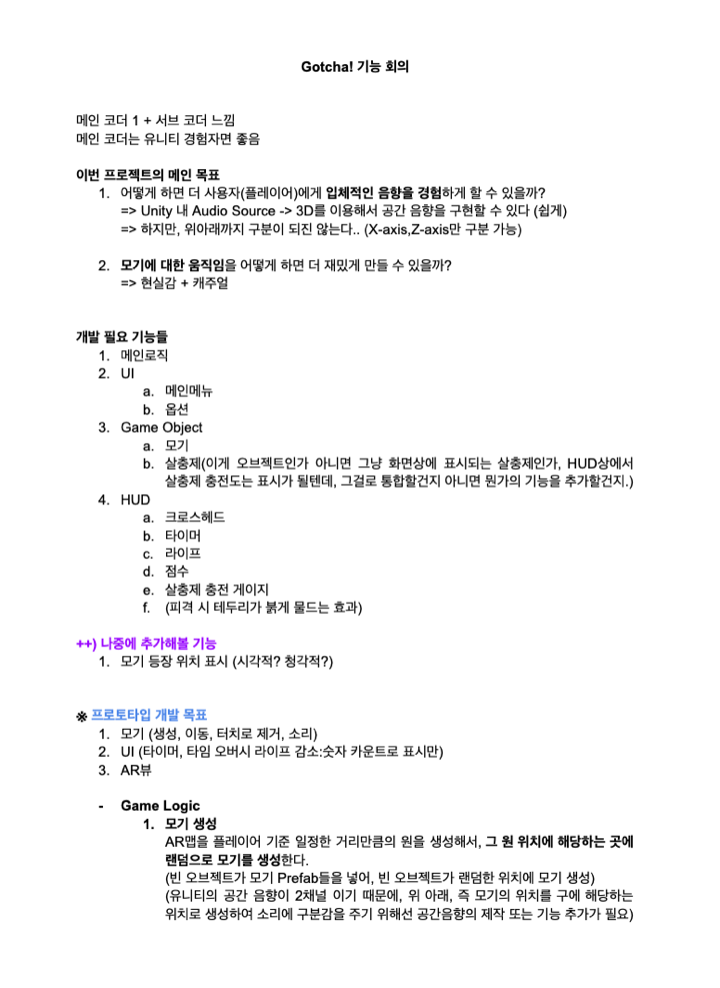 Gotcha! 기능 회의
메인 코더 1 + 서브 코더 느낌
메인 코더는 유니티 경험자면 좋음
이번 프로젝트의 메인 목표
1. 어떻게 하면 더 사용자(플레이어)에게 입체적인 음향을 경험하게 할 수 있을까?
=> Unity 내 Audio Source -> 3D를 이용해서 공간 음향을 구현할 수 있다 (쉽게)
=> 하지만, 위아래까지 구분이 되진 않는다.. (X-axis,Z-axis만 구분 가능)
2. 모기에 대한 움직임을 어떻게 하면 더 재밌게 만들 수 있을까?
=> 현실감 + 캐주얼
개발 필요 기능들
1. 메인로직
2. UI
a. 메인메뉴
b. 옵션
3. Game Object
a. 모기
b. 살충제(이게 오브젝트인가 아니면 그냥 화면상에 표시되는 살충제인가, HUD상에서
살충제 충전도는 표시가 될텐데, 그걸로 통합할건지 아니면 뭔가의 기능을 추가할건지.)
4. HUD
a. 크로스헤드
b. 타이머
c. 라이프
d. 점수
e. 살충제 충전 게이지
f. (피격 시 테두리가 붉게 물드는 효과)
++) 나중에 추가해볼 기능
1. 모기 등장 위치 표시 (시각적? 청각적?)
※ 프로토타입 개발 목표
1. 모기 (생성, 이동, 터치로 제거, 소리)
2. UI (타이머, 타임 오버시 라이프 감소:숫자 카운트로 표시만)
3. AR뷰
- Game Logic
1. 모기 생성
AR맵을 플레이어 기준 일정한 거리만큼의 원을 생성해서, 그 원 위치에 해당하는 곳에
랜덤으로 모기를 생성한다.
(빈 오브젝트가 모기 Prefab들을 넣어, 빈 오브젝트가 랜덤한 위치에 모기 생성)
(유니티의 공간 음향이 2채널 이기 때문에, 위 아래, 즉 모기의 위치를 구에 해당하는
위치로 생성하여 소리에 구분감을 주기 위해선 공간음향의 제작 또는 기능 추가가 필요)